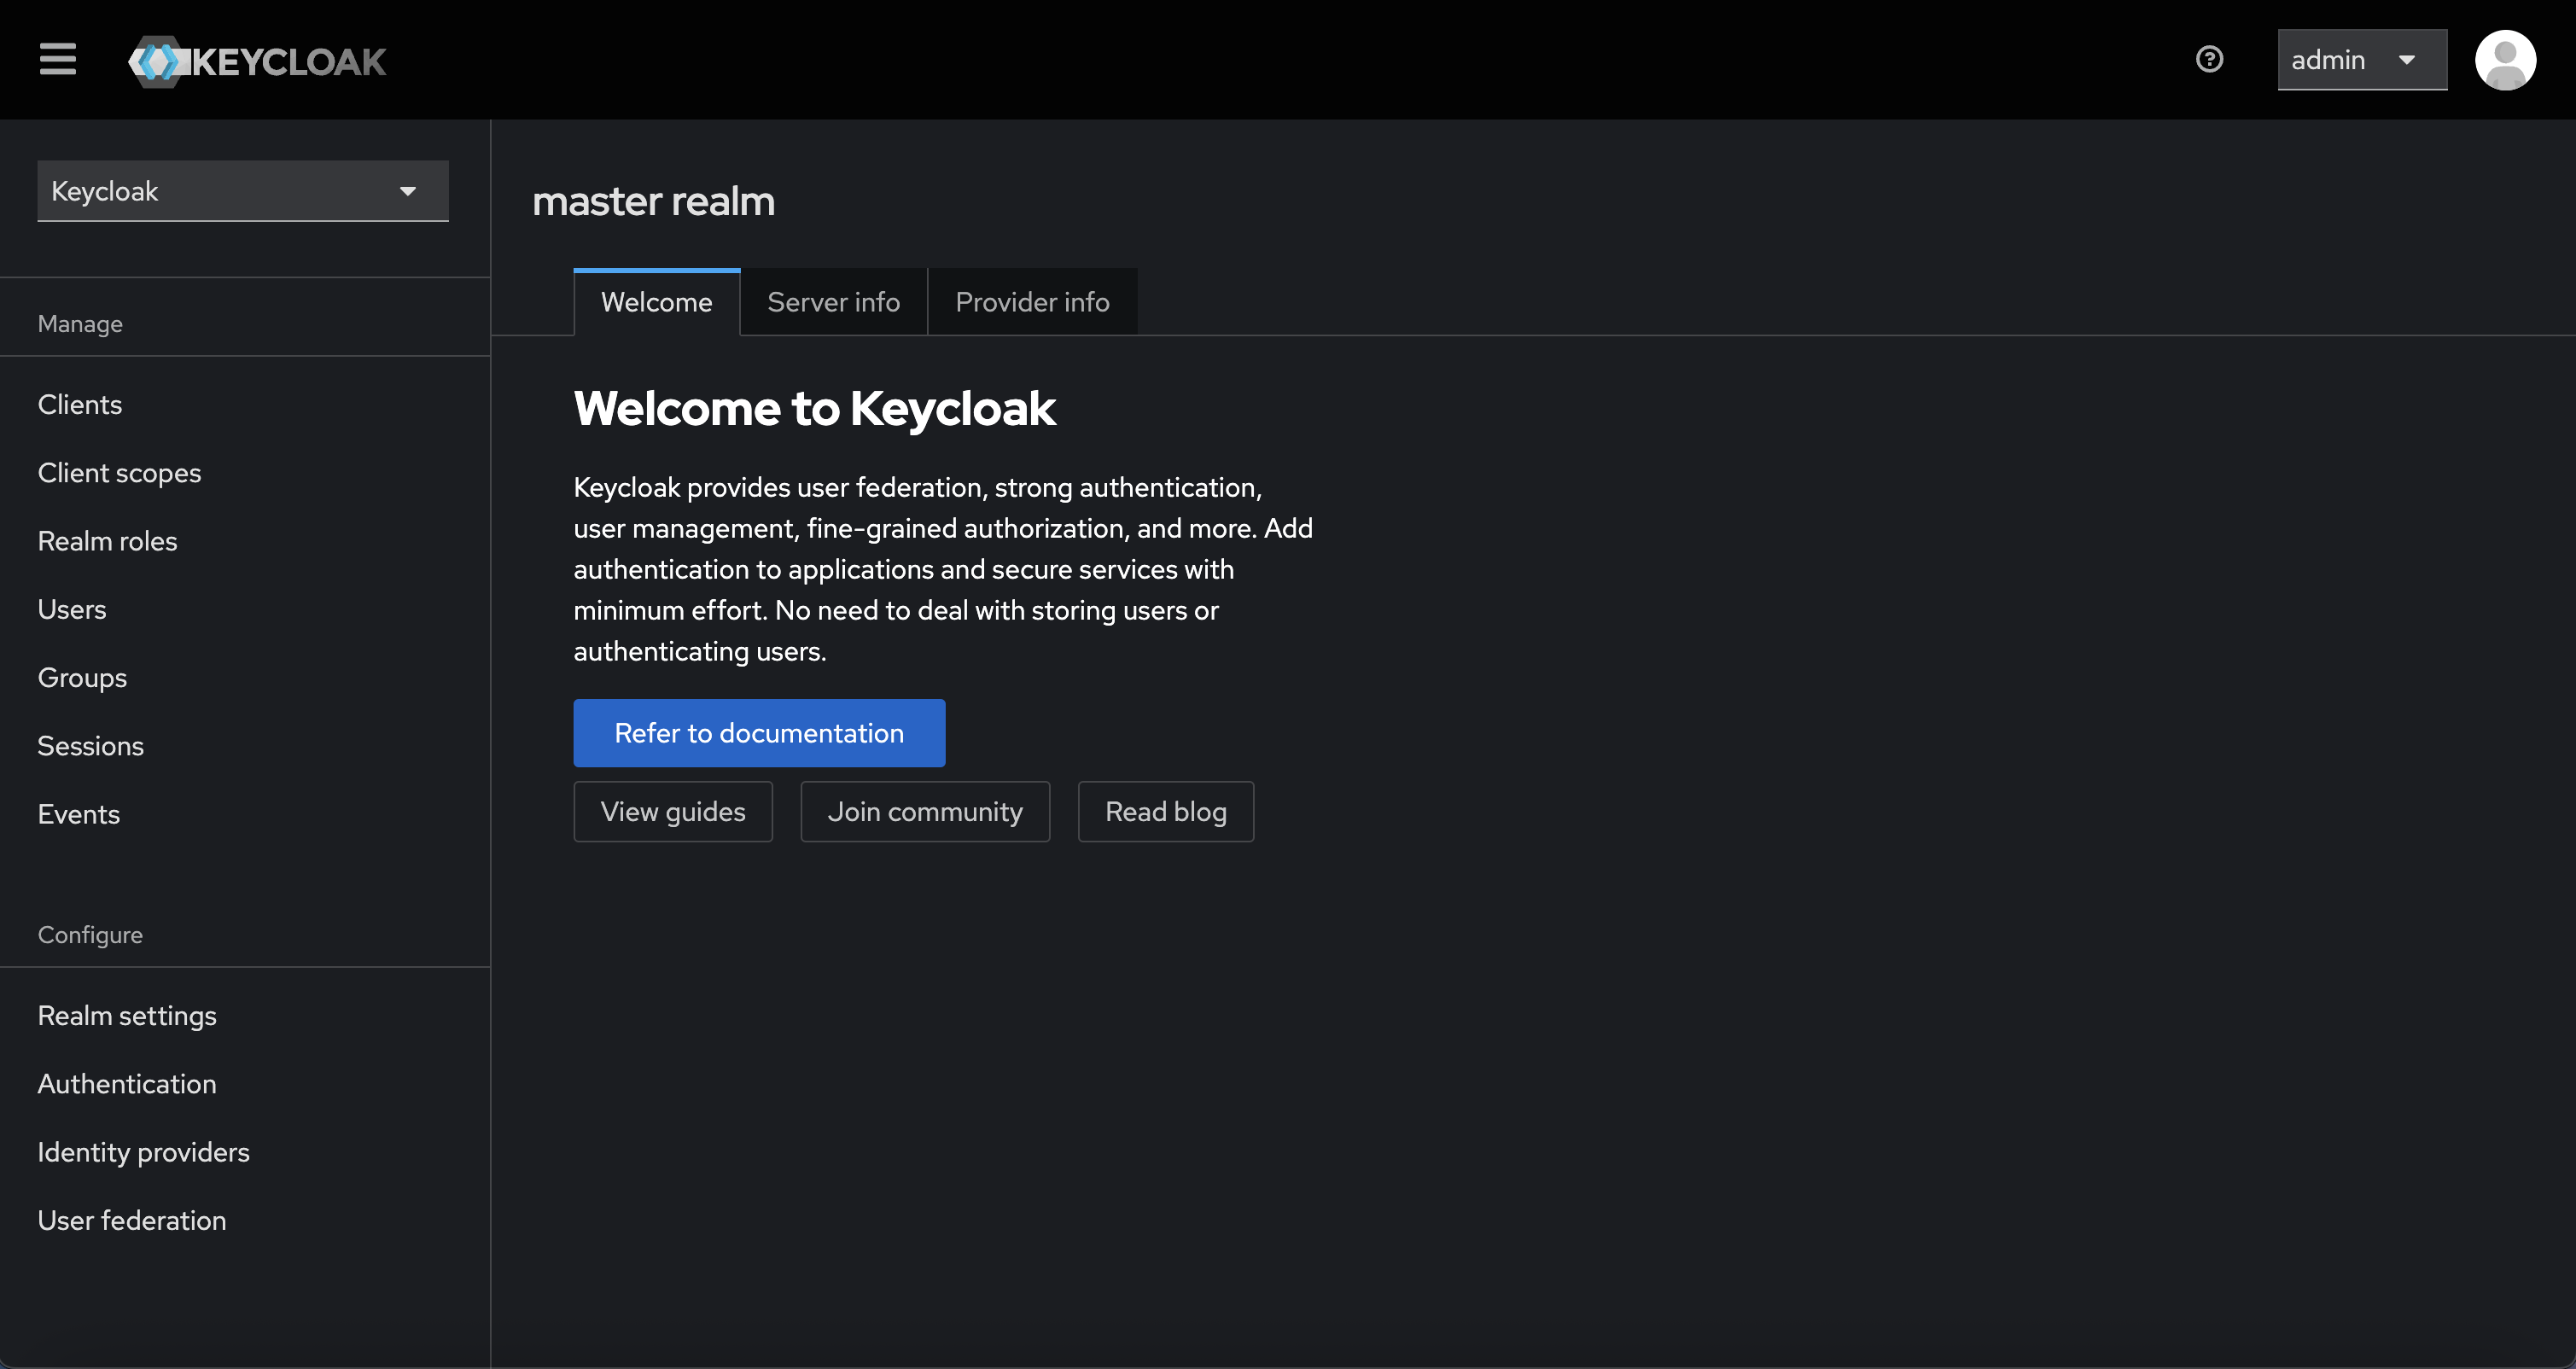 KEYCLOAK
?
admin
Keycloak
Manage
Clients
Client scopes
Realm roles
Users
Groups
Sessions
Events
Configure
Realm settings
Authentication
Identity providers
User federation
master realm
Welcome
Server info
Provider info
Welcome to Keycloak
Keycloak provides user federation, strong authentication,
user management, fine-grained authorization, and more. Add
authentication to applications and secure services with
minimum effort. No need to deal with storing users or
authenticating users.
Refer to documentation
View guides
Join community
Read blog